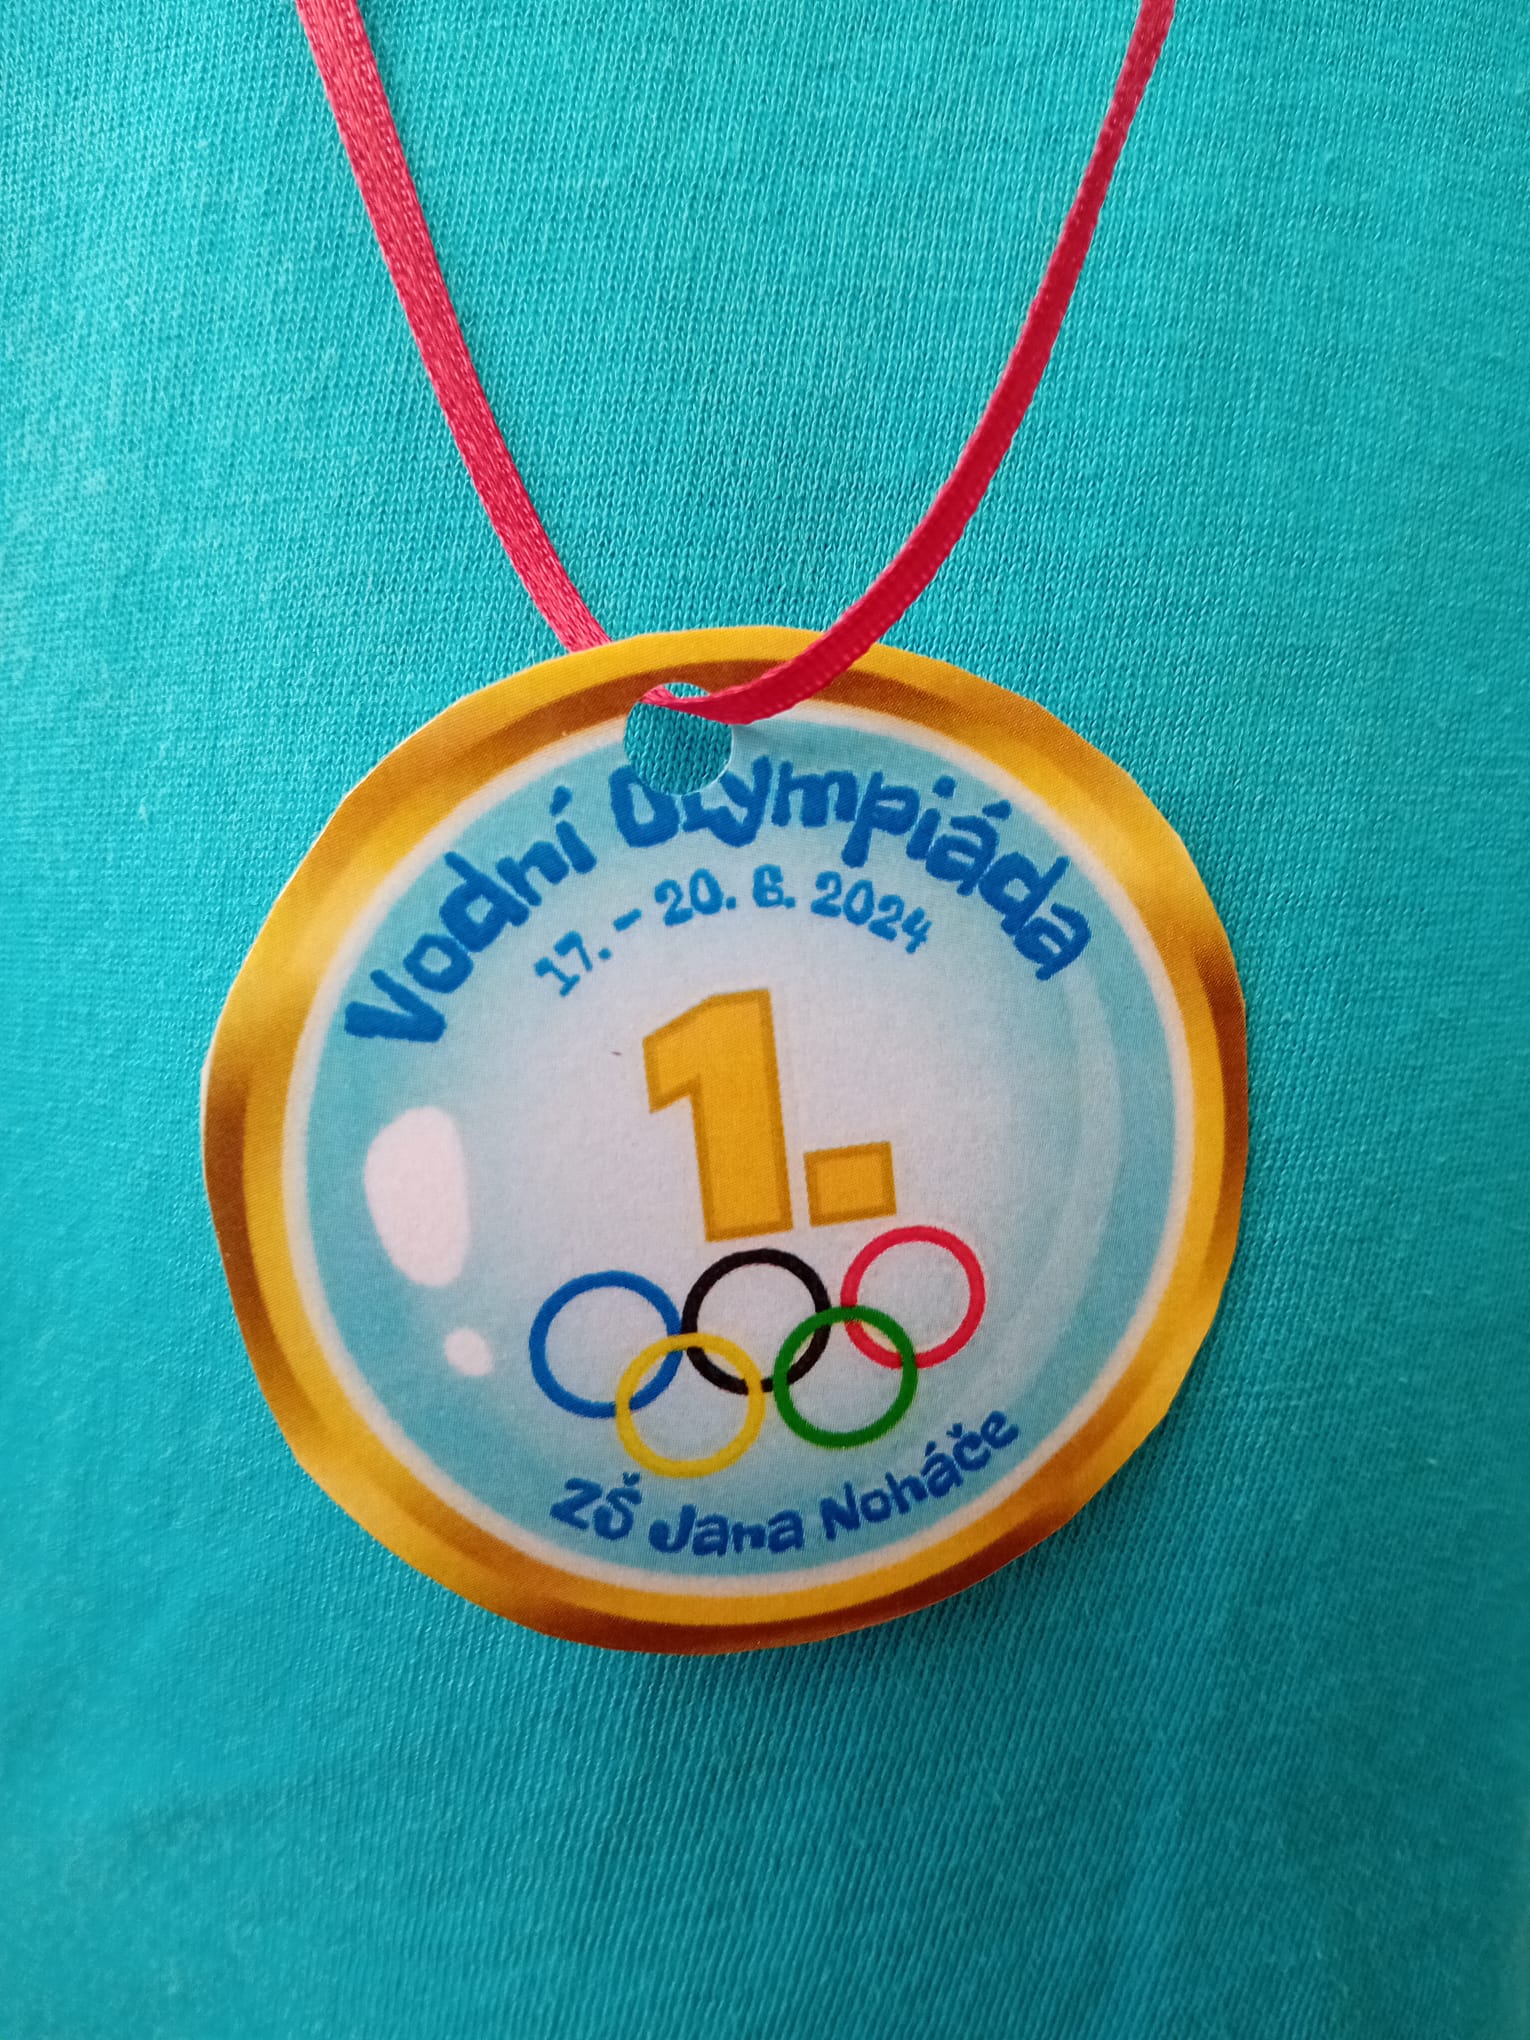 Vodní Olympiáda
17. - 20. 6. 2024
1.
ZŠ Jana Noháče